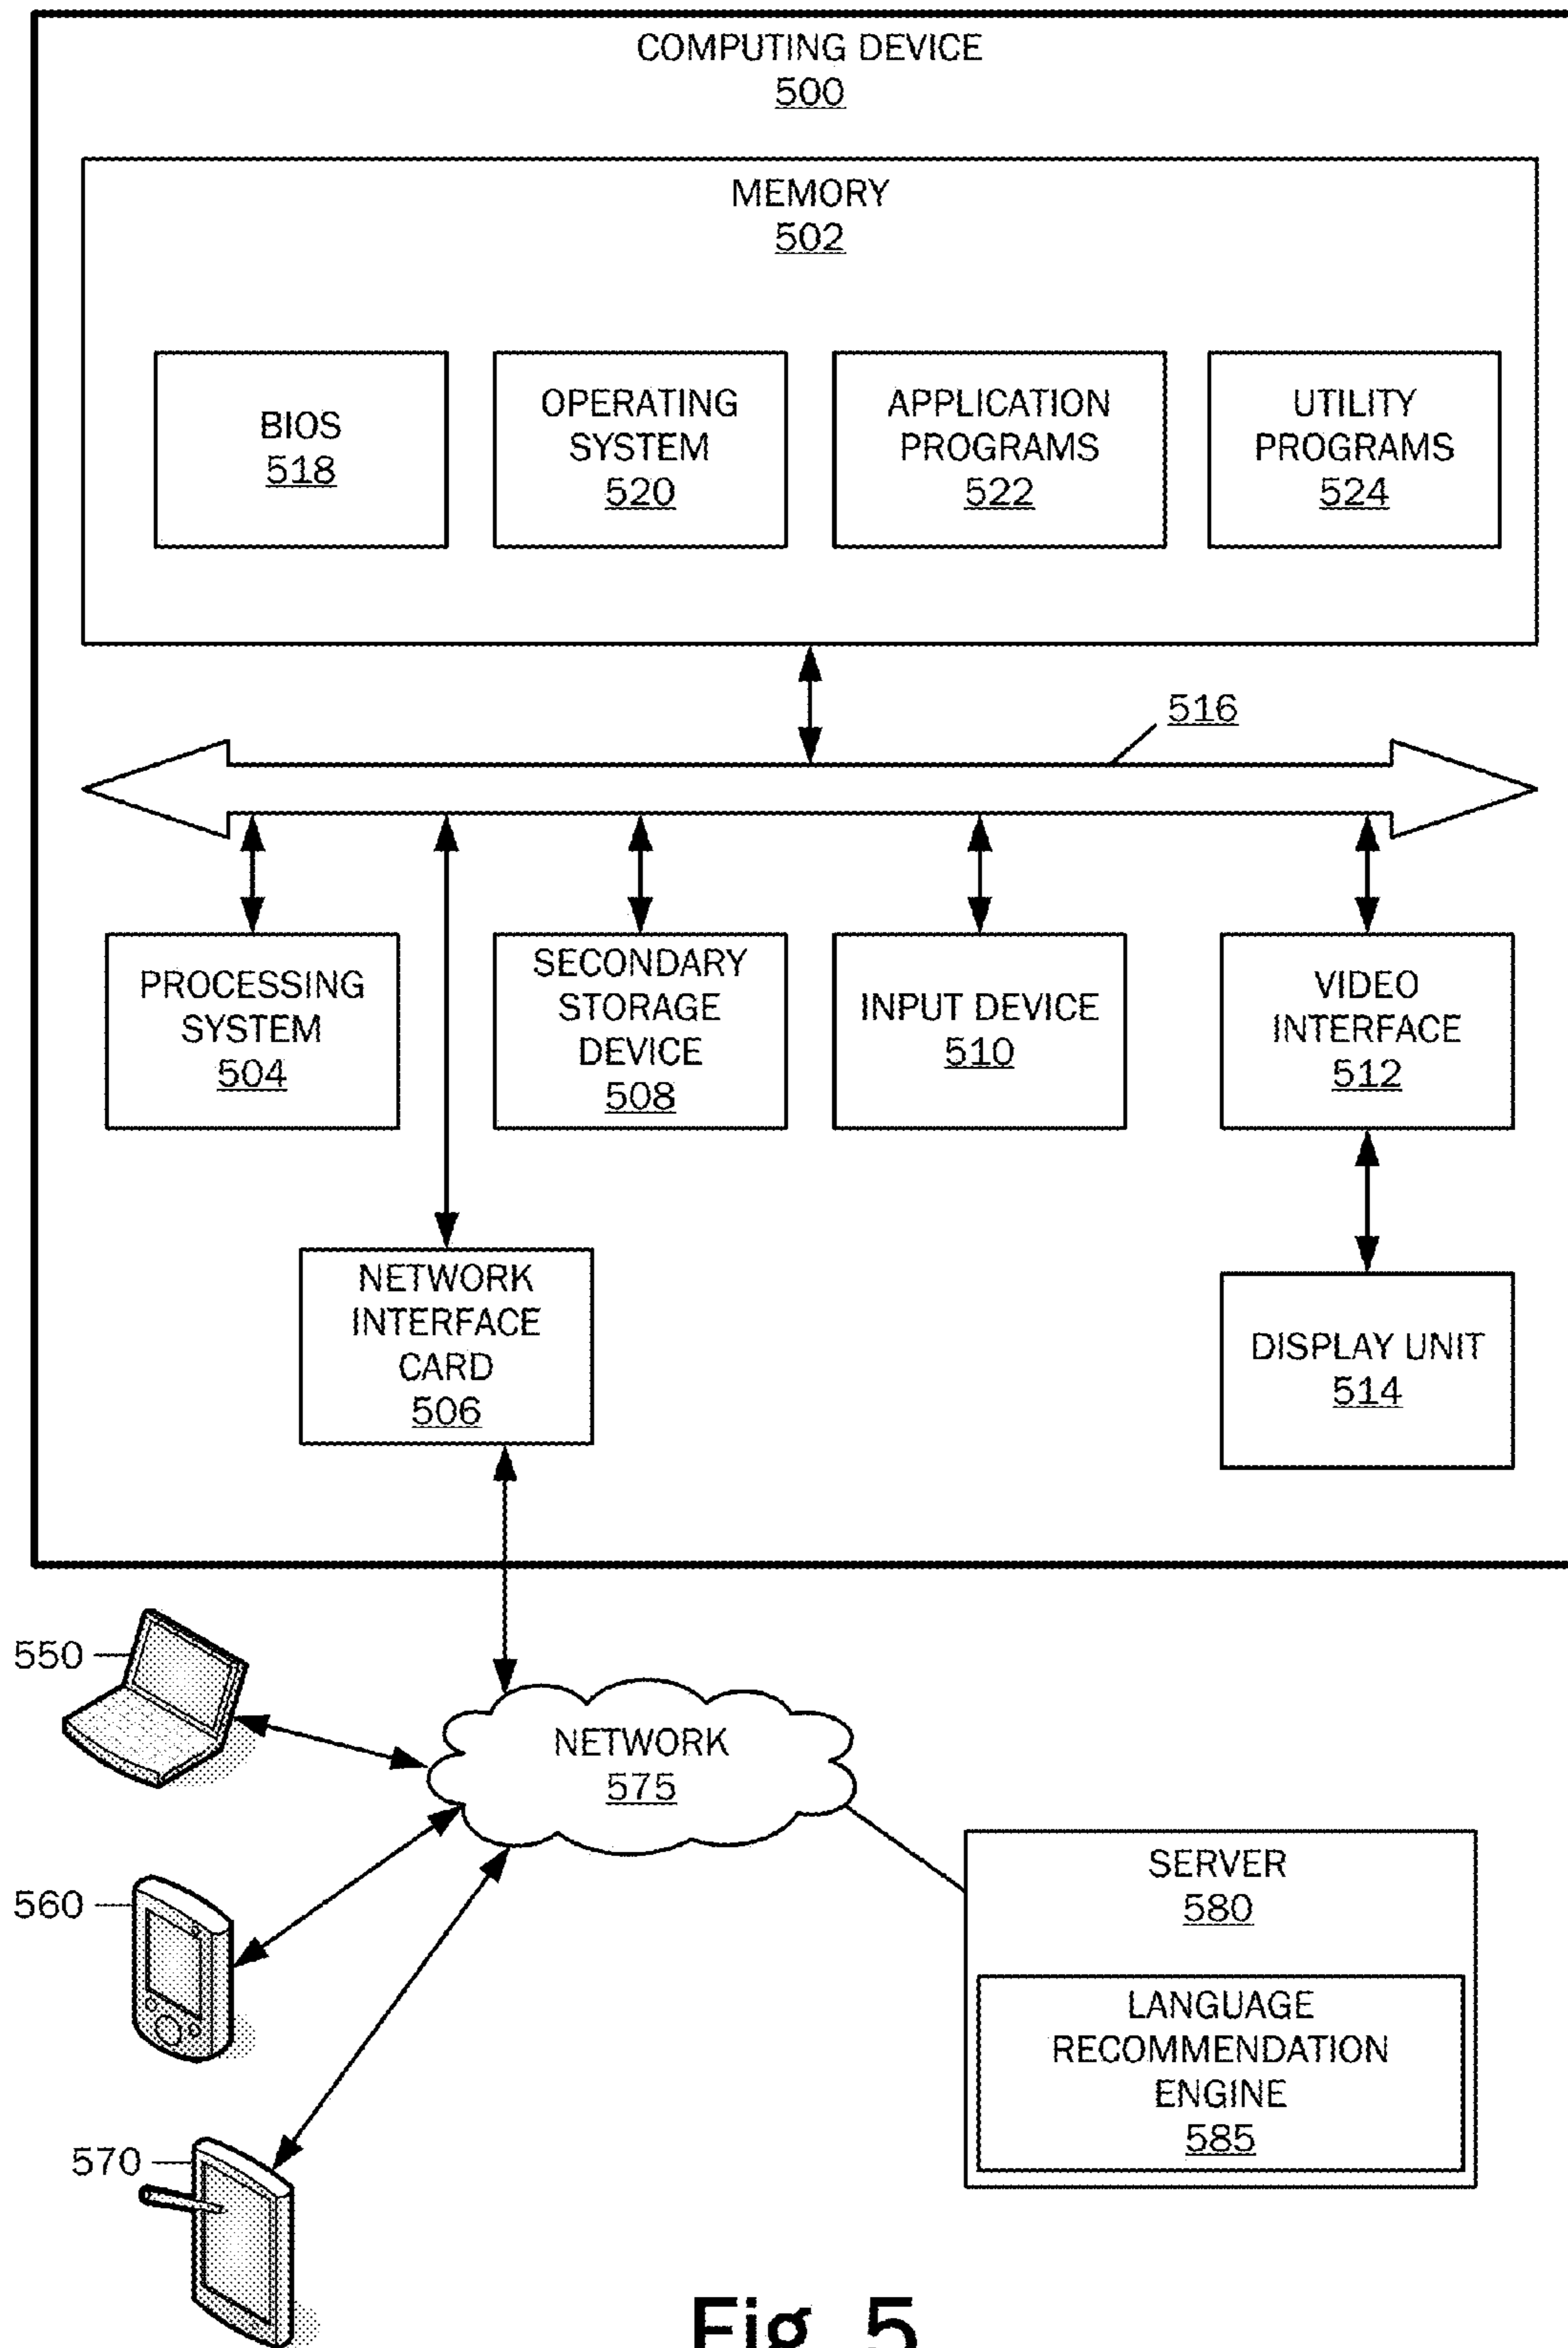 COMPUTING DEVICE
500
MEMORY
502
BIOS
518
OPERATING
SYSTEM
520
APPLICATION
PROGRAMS
522
UTILITY
PROGRAMS
524
516
PROCESSING
SYSTEM
504
SECONDARY
STORAGE
DEVICE
508
INPUT DEVICE
510
VIDEO
INTERFACE
512
NETWORK
INTERFACE
CARD
506
DISPLAY UNIT
514
550
NETWORK
575
560
SERVER
580
LANGUAGE
RECOMMENDATION
ENGINE
585
570
Fig. 5